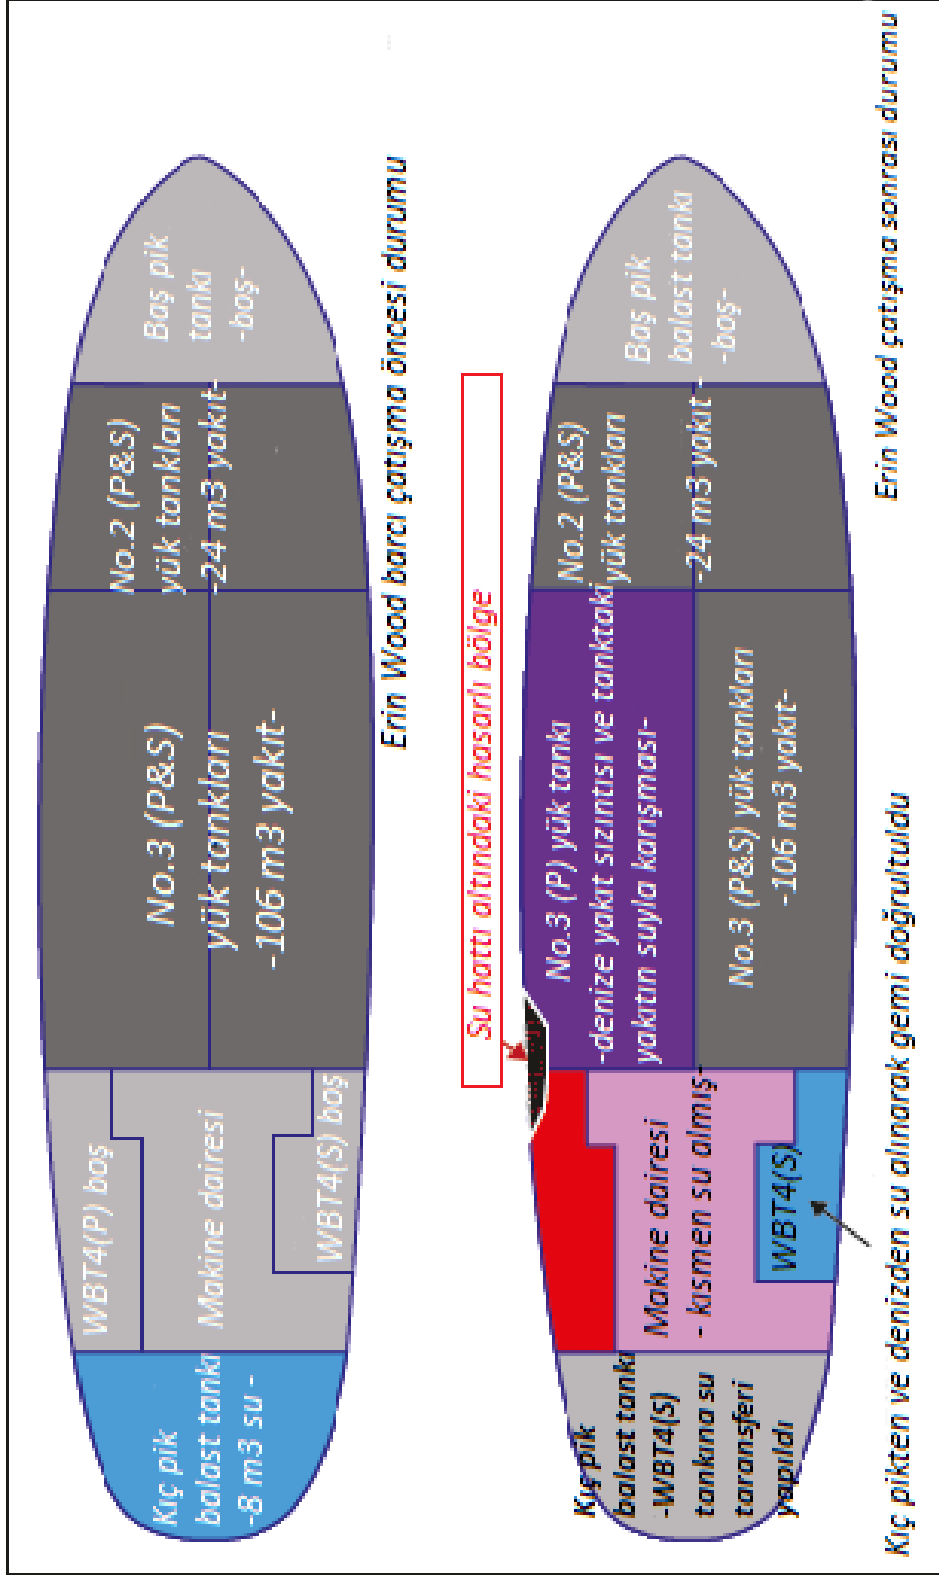 Kıç pik
balast tankı
-8 m3 su -
WBT4(P) boş
Makine dairesi
WBT4(S) boş
No.3 (P&S)
yük tankları
-106 m3 yakıt-
No.2 (P&S)
yük tankları
-24 m3 yakıt-
Baş pik
tankı
-boş-
Erin Wood barcı çatışma öncesi durumu
Su hattı altındaki hasarlı bölge
Kıç pik
balast tankı
-WBT4(S)
tankına su
taransferi
yapıldı
Makine dairesi
- kısmen su almış-
WBT4(S)
No.3 (P) yük tankı
-denize yakıt sızıntısı ve tanktaki
yakıtın suyla karışması-
No.3 (P&S) yük tankları
-106 m3 yakıt-
No.2 (P&S)
yük tankları
-24 m3 yakıt -
Baş pik
balast tankı
-boş-
Kıç pikten ve denizden su alınarak gemi doğrultuldu
Erin Wood çatışma sonrası durumu